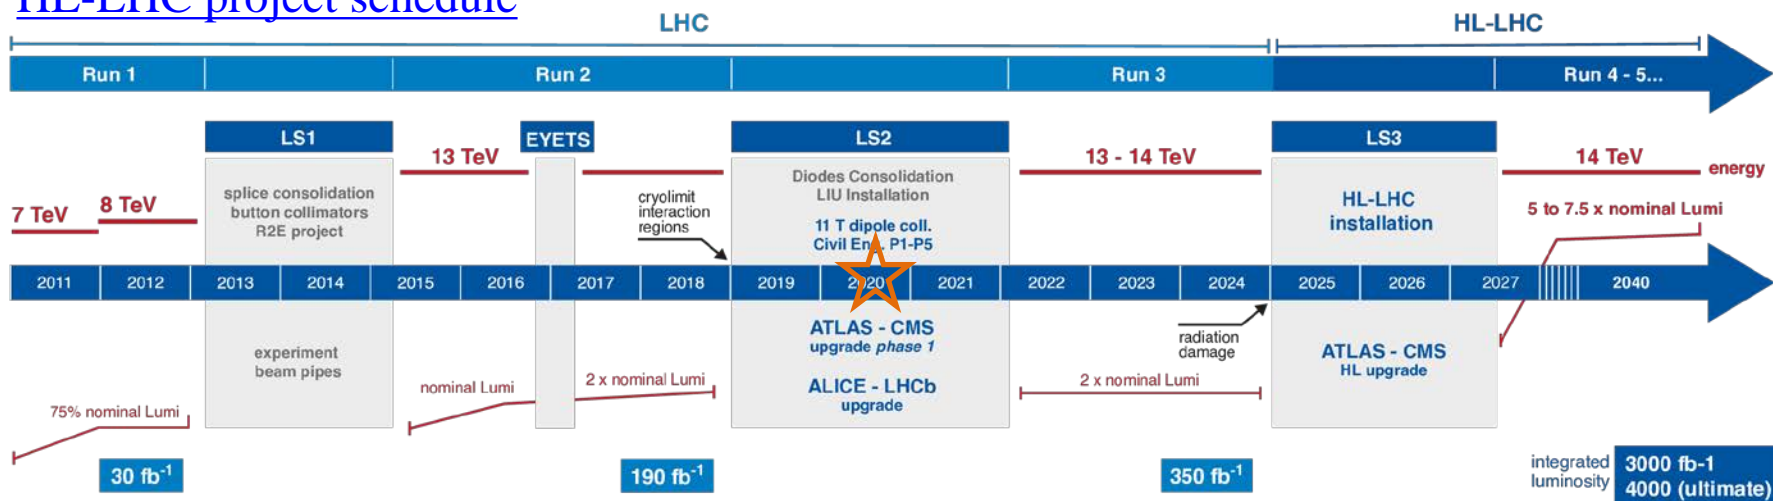 HL-LHC project schedule
LHC
HL-LHC
Run 1
Run 2
Run 3
Run 4 - 5...
LS1
EYETS
LS2
LS3
13 TeV
13 - 14 TeV
14 TeV
energy
7 TeV
8 TeV
splice consolidation
button collimators
R2E project
cryolimit
interaction
regions
Diodes Consolidation
LIU Installation
11 T dipole coll.
Civil Eng. P1-P5
HL-LHC
installation
5 to 7.5 x nominal Lumi
2011
2012
2013
2014
2015
2016
2017
2018
2019
2020
2021
2022
2023
2024
2025
2026
2027
2040
experiment
beam pipes
ATLAS - CMS
upgrade phase 1
ALICE - LHCb
upgrade
radiation
damage
ATLAS - CMS
HL upgrade
75% nominal Lumi
nominal Lumi
2 x nominal Lumi
2 x nominal Lumi
30 fb-1
190 fb-1
350 fb-1
integrated
luminosity
3000 fb-1
4000 (ultimate)